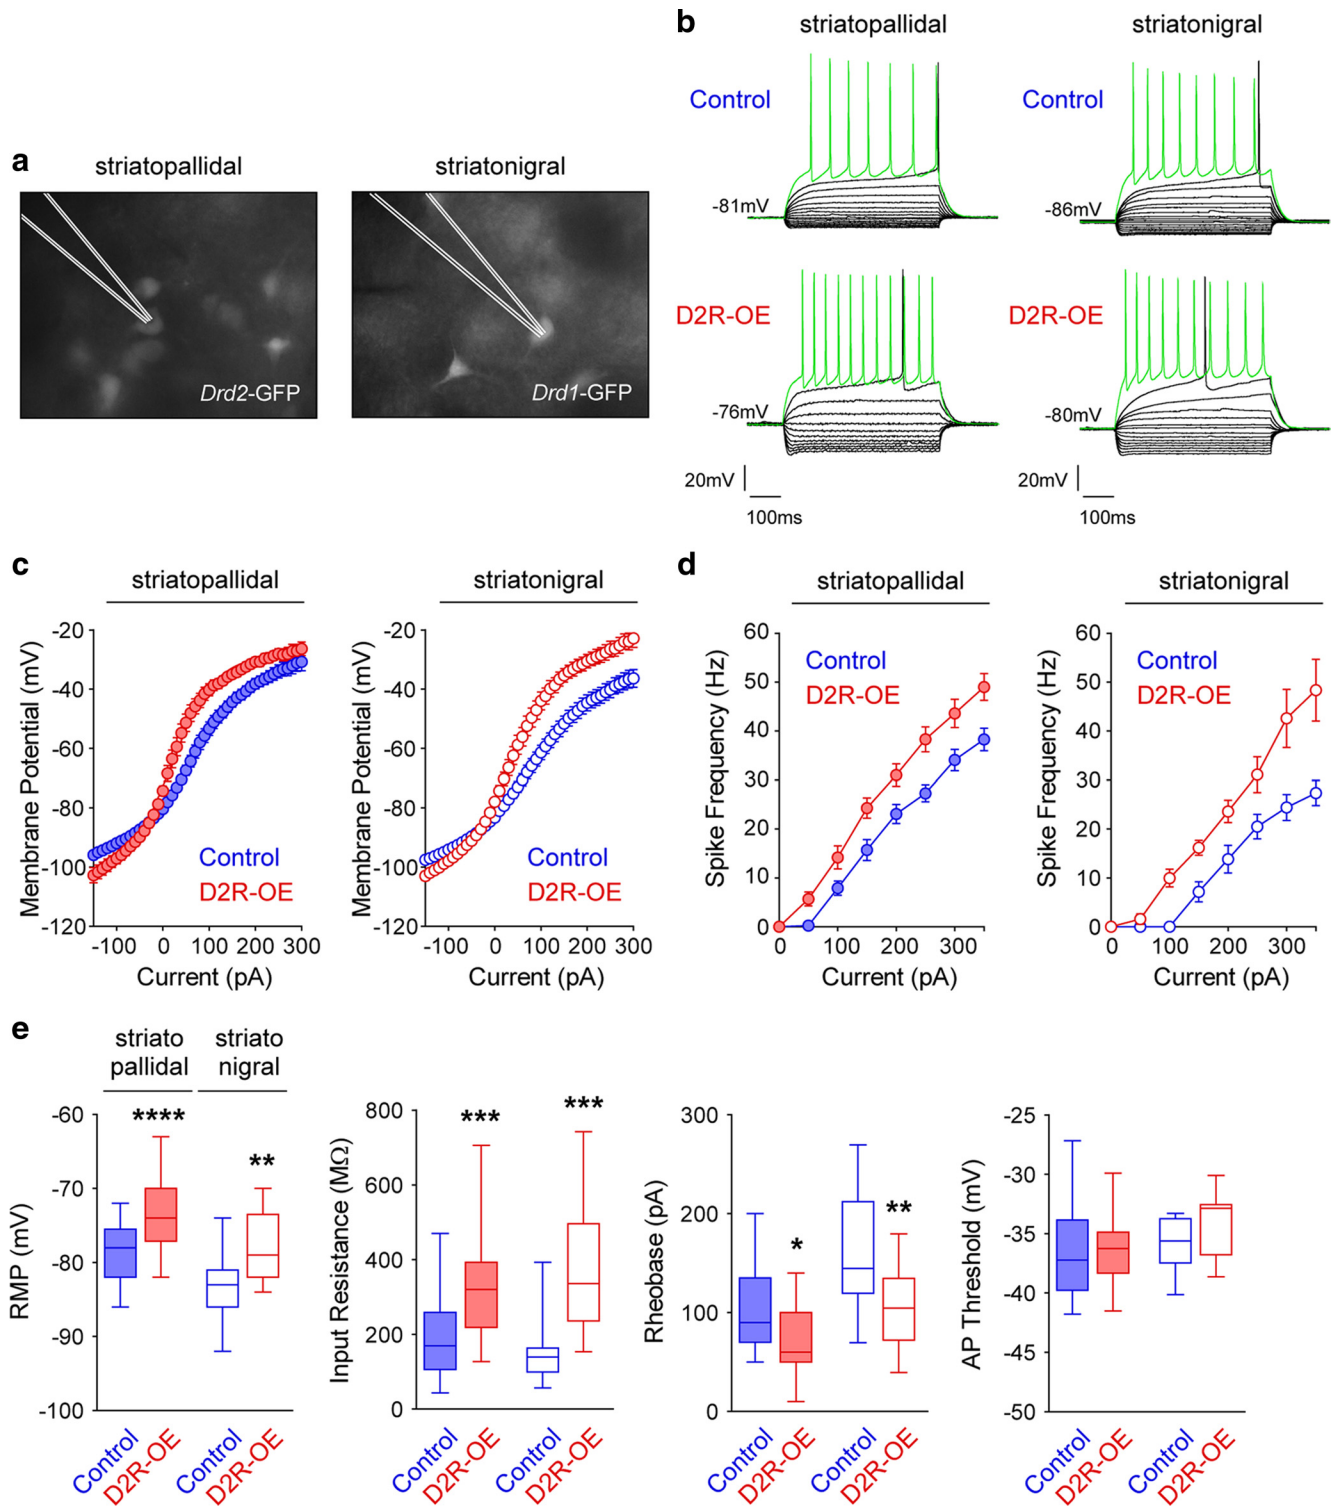 a
striatopallidal
striatonigral
Drd2-GFP
Drd1-GFP
b
striatopallidal
striatonigral
Control
Control
-81mV
-86mV
D2R-OE
D2R-OE
-76mV
-80mV
20mV
20mV
100ms
100ms
c
striatopallidal
striatonigral
Membrane Potential (mV)
-20
-40
-60
-80
-100
-120
Control
D2R-OE
-100
0
100
200
300
Current (pA)
Membrane Potential (mV)
-20
-40
-60
-80
-100
-120
Control
D2R-OE
-100
0
100
200
300
Current (pA)
d
striatopallidal
striatonigral
Spike Frequency (Hz)
60
50
40
30
20
10
0
Control
D2R-OE
0
100
200
300
Current (pA)
Spike Frequency (Hz)
60
50
40
30
20
10
0
Control
D2R-OE
0
100
200
300
Current (pA)
e
striato
pallidal
striato
nigral
RMP (mV)
-60
-70
-80
-90
-100
****
**
Control
D2R-OE
Control
D2R-OE
Input Resistance (MΩ)
800
600
400
200
0
***
***
Control
D2R-OE
Control
D2R-OE
Rheobase (pA)
300
200
100
0
*
**
Control
D2R-OE
Control
D2R-OE
AP Threshold (mV)
-25
-30
-35
-40
-45
-50
Control
D2R-OE
Control
D2R-OE